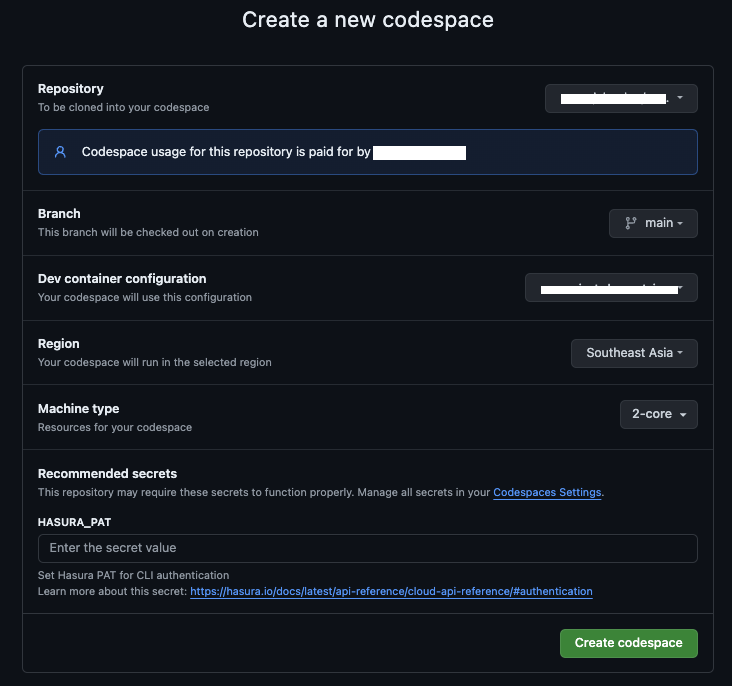 Create a new codespace
Repository
To be cloned into your codespace
Codespace usage for this repository is paid for by
Branch
This branch will be checked out on creation
main
Dev container configuration
Your codespace will use this configuration
Region
Your codespace will run in the selected region
Southeast Asia
Machine type
Resources for your codespace
2-core
Recommended secrets
This repository may require these secrets to function properly. Manage all secrets in your Codespaces Settings.
HASURA_PAT
Enter the secret value
Set Hasura PAT for CLI authentication
Learn more about this secret: https://hasura.io/docs/latest/api-reference/cloud-api-reference/#authentication
Create codespace